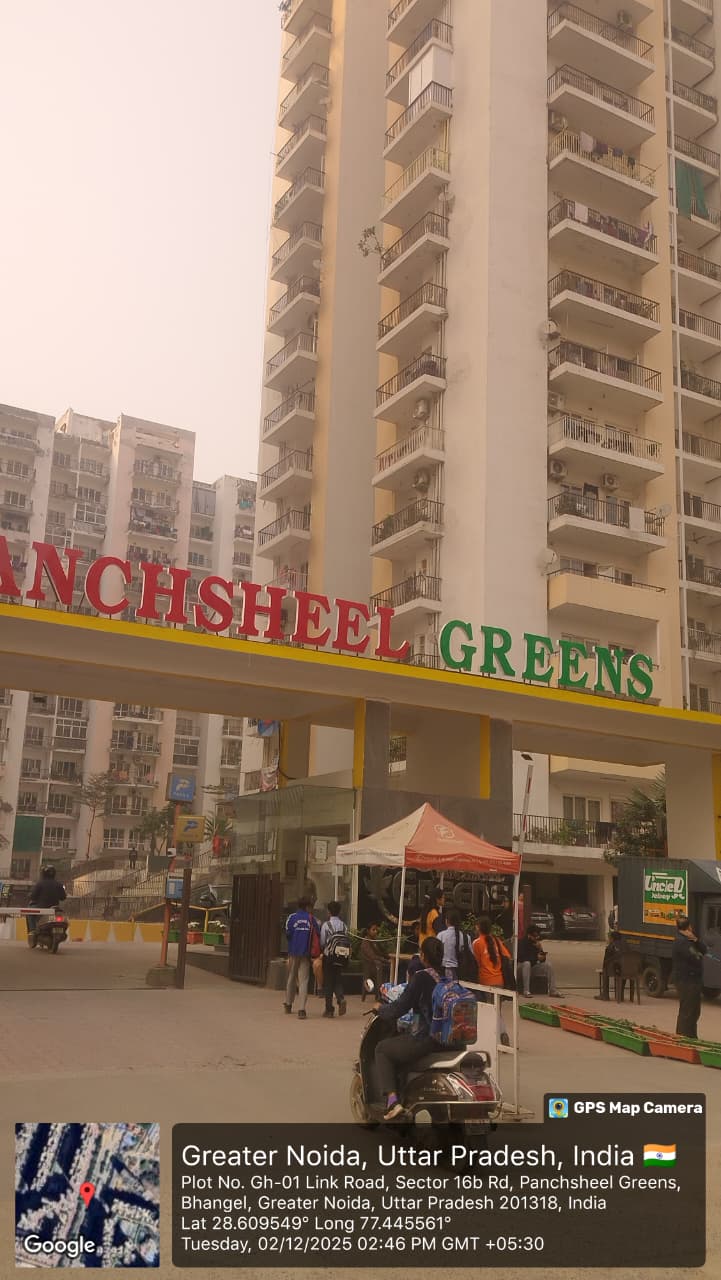 ANCHSHEEL GREENS
P
P
GREENS
UncleJ
GPS Map Camera
Greater Noida, Uttar Pradesh, India 🇮🇳
Plot No. Gh-01 Link Road, Sector 16b Rd, Panchsheel Greens,
Bhangel, Greater Noida, Uttar Pradesh 201318, India
Lat 28.609549° Long 77.445561°
Tuesday, 02/12/2025 02:46 PM GMT +05:30
Google